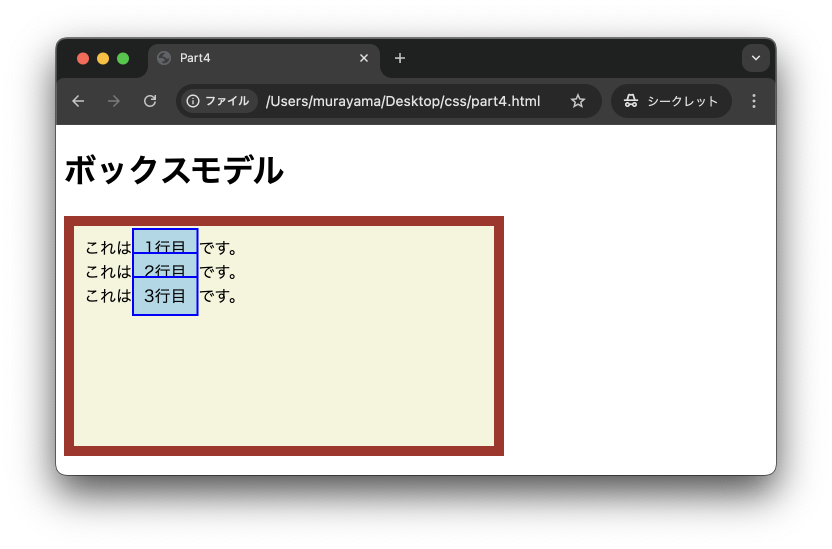 Part4
ファイル /Users/murayama/Desktop/css/part4.html シークレット
ボックスモデル
これは 1行目 です。
これは 2行目 です。
これは 3行目 です。